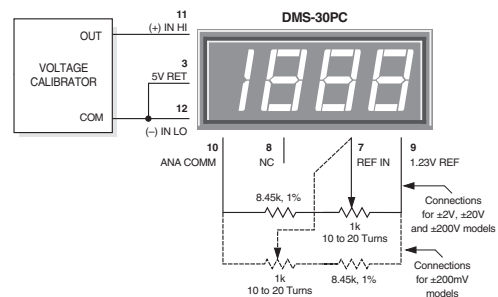 DMS-30PC
11
(+) IN HI
OUT
VOLTAGE
CALIBRATOR
COM
3
5V RET
12
(–) IN LO
1888
10
ANA COMM
8
NC
7
REF IN
9
1.23V REF
8.45k, 1%
1k
10 to 20 Turns
Connections
for ±2V, ±20V
and ±200V models
1k
10 to 20 Turns
8.45k, 1%
Connections
for ±200mV
models